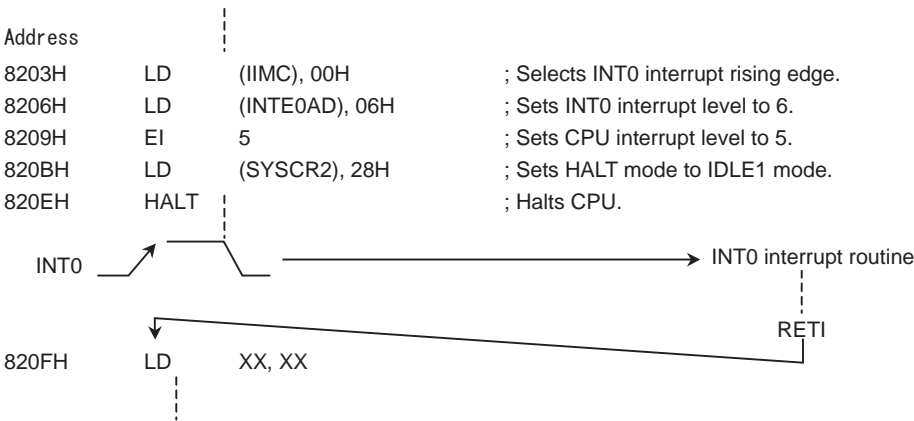 Address
8203H LD (IIMC), 00H ; Selects INT0 interrupt rising edge.
8206H LD (INTE0AD), 06H ; Sets INT0 interrupt level to 6.
8209H EI 5 ; Sets CPU interrupt level to 5.
820BH LD (SYSCR2), 28H ; Sets HALT mode to IDLE1 mode.
820EH HALT ; Halts CPU.
INT0 INT0 interrupt routine
RETI
820FH LD XX, XX